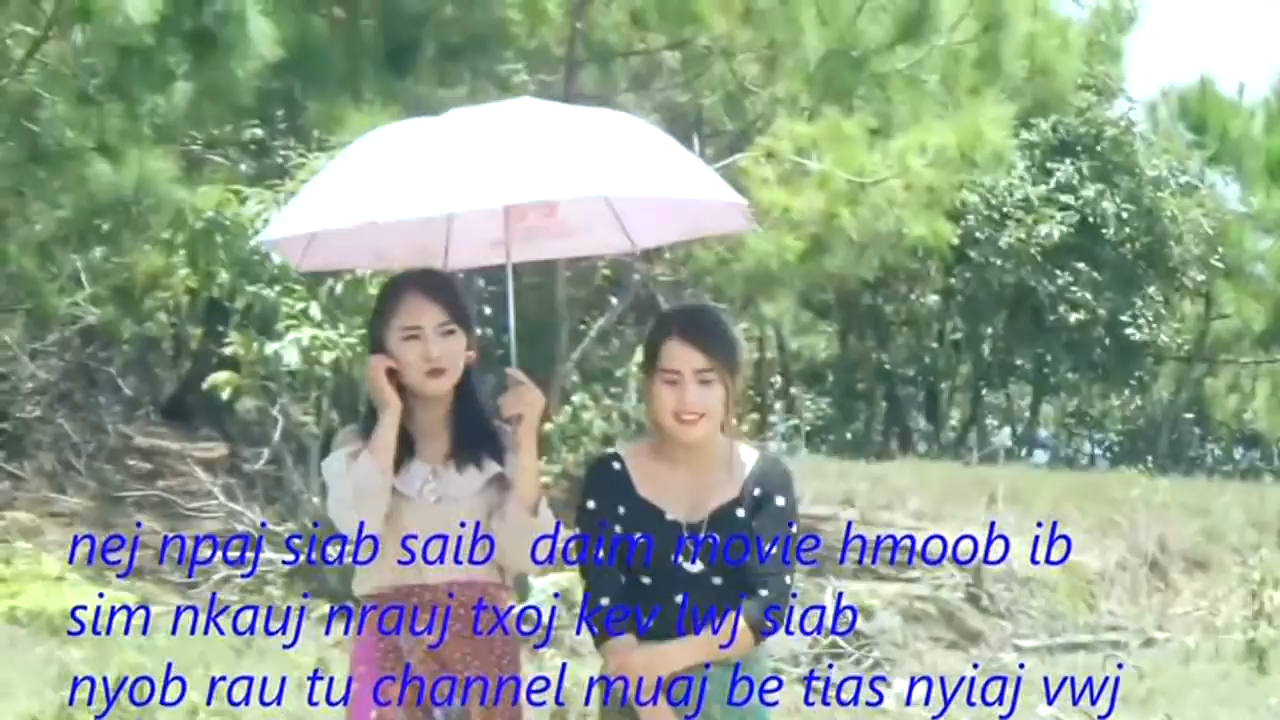 nej npaj siab saib daim movie hmoob ib
sim nkauj nrauj txoj kev lwj siab
nyob rau tu channel muaj be tias nyiaj vwj